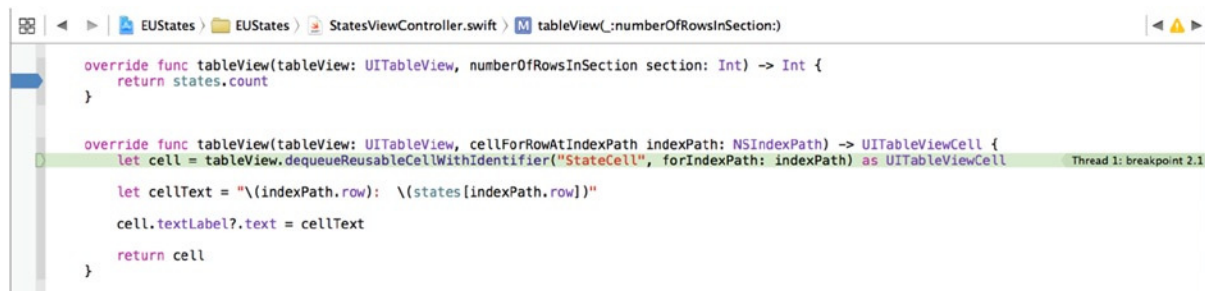 EUStates › EUStates › StatesViewController.swift › M tableView(_:numberOfRowsInSection:)
override func tableView(tableView: UITableView, numberOfRowsInSection section: Int) -> Int {
return states.count
}
override func tableView(tableView: UITableView, cellForRowAtIndexPath indexPath: NSIndexPath) -> UITableViewCell {
let cell = tableView.dequeueReusableCellWithIdentifier("StateCell", forIndexPath: indexPath) as UITableViewCell Thread 1: breakpoint 2.1
let cellText = "\(indexPath.row):  \(states[indexPath.row])"
cell.textLabel?.text = cellText
return cell
}